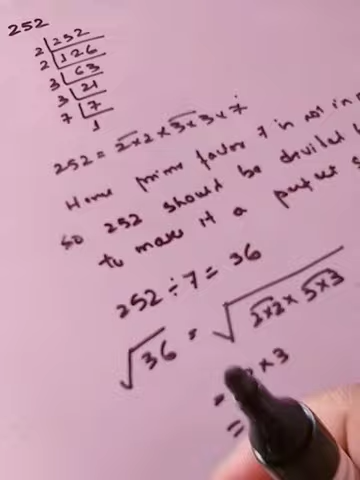 252
2 | 252
2 | 126
3 | 63
3 | 21
7 | 7
1
252 = 2×2 × 3×3 × 7
Hence prime factor 7 is not in
so 252 should be divided
to make it a perfect
252 ÷ 7 = 36
√36 = √2×2 × 3×3
= × 3
=